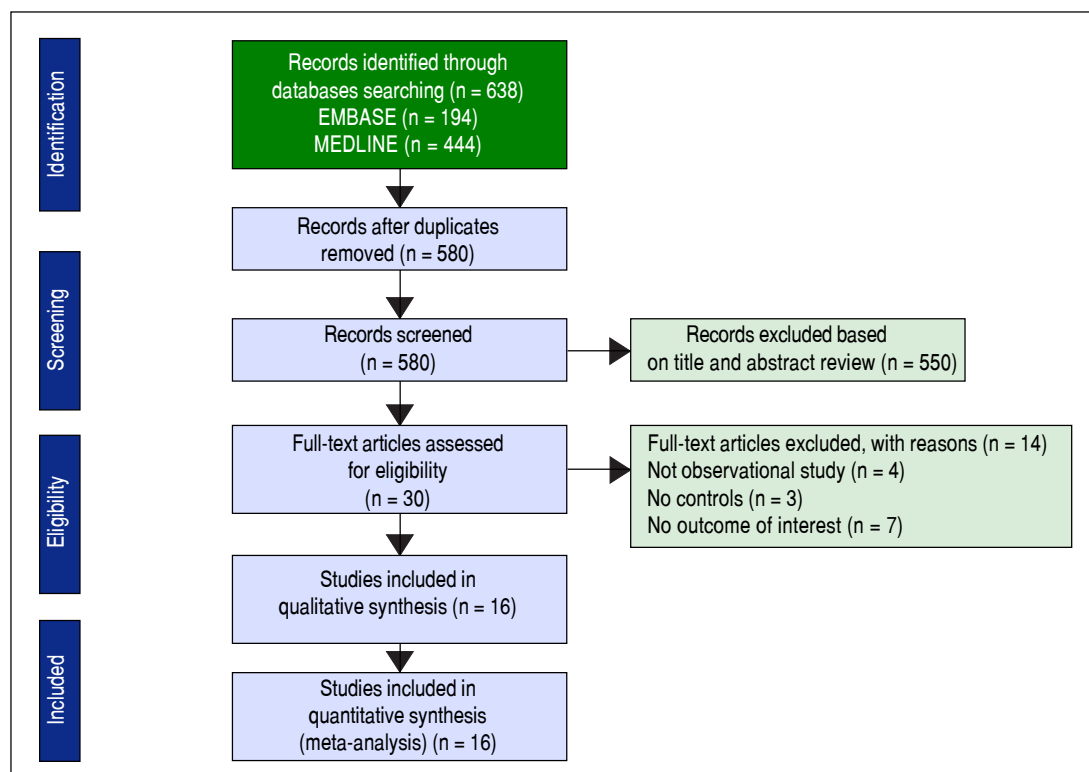 Identification
Records identified through
databases searching (n = 638)
EMBASE (n = 194)
MEDLINE (n = 444)
Records after duplicates
removed (n = 580)
Screening
Records screened
(n = 580)
Records excluded based
on title and abstract review (n = 550)
Eligibility
Full-text articles assessed
for eligibility
(n = 30)
Full-text articles excluded, with reasons (n = 14)
Not observational study (n = 4)
No controls (n = 3)
No outcome of interest (n = 7)
Studies included in
qualitative synthesis (n = 16)
Included
Studies included in
quantitative synthesis
(meta-analysis) (n = 16)